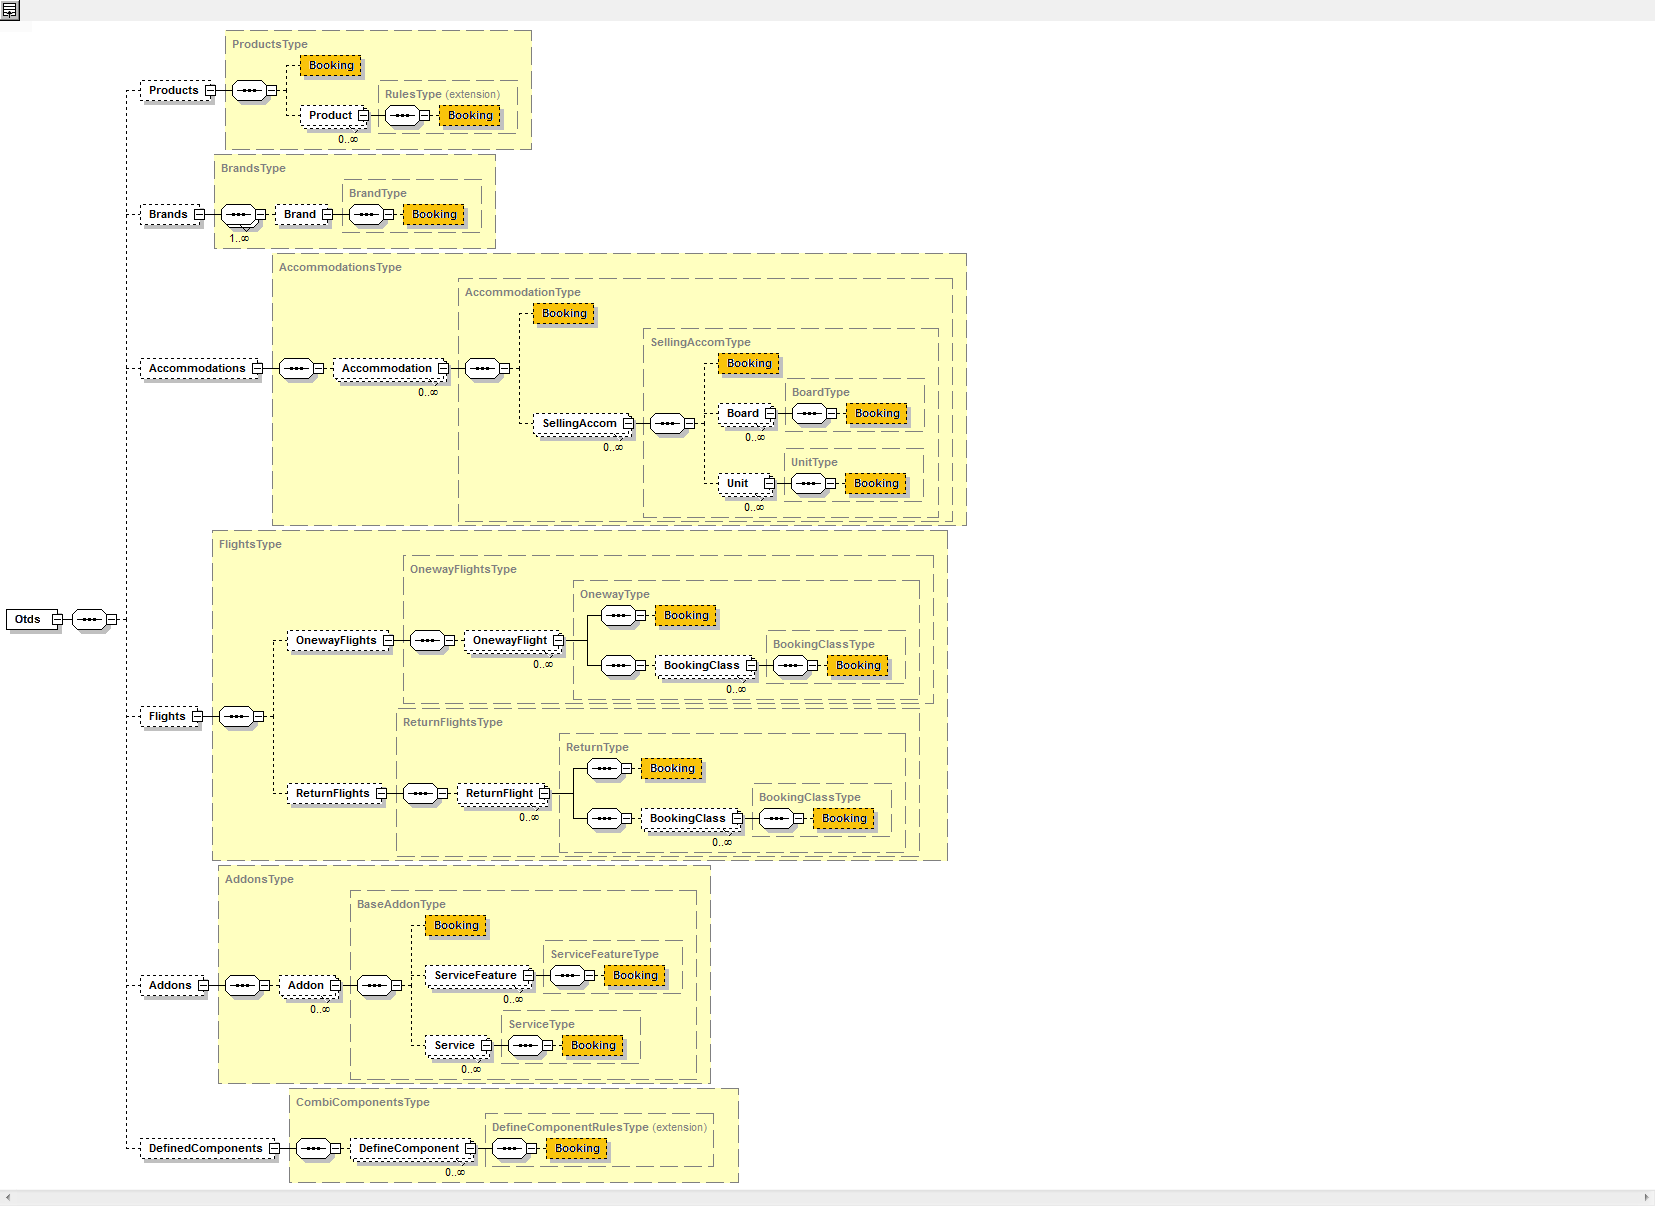 ProductsType
Booking
Products
RulesType (extension)
Product
Booking
0..∞
BrandsType
BrandType
Brands
Brand
Booking
1..∞
AccommodationsType
AccommodationType
Booking
SellingAccomType
Booking
Accommodations
Accommodation
0..∞
BoardType
Board
Booking
SellingAccom
0..∞
0..∞
UnitType
Unit
Booking
0..∞
FlightsType
OnewayFlightsType
OnewayType
Booking
Otds
OnewayFlights
OnewayFlight
0..∞
BookingClassType
BookingClass
Booking
0..∞
Flights
ReturnFlightsType
ReturnType
Booking
ReturnFlights
ReturnFlight
0..∞
BookingClassType
BookingClass
Booking
0..∞
AddonsType
BaseAddonType
Booking
ServiceFeatureType
ServiceFeature
Booking
0..∞
Addons
Addon
0..∞
ServiceType
Service
Booking
0..∞
CombiComponentsType
DefineComponentRulesType (extension)
DefinedComponents
DefineComponent
Booking
0..∞